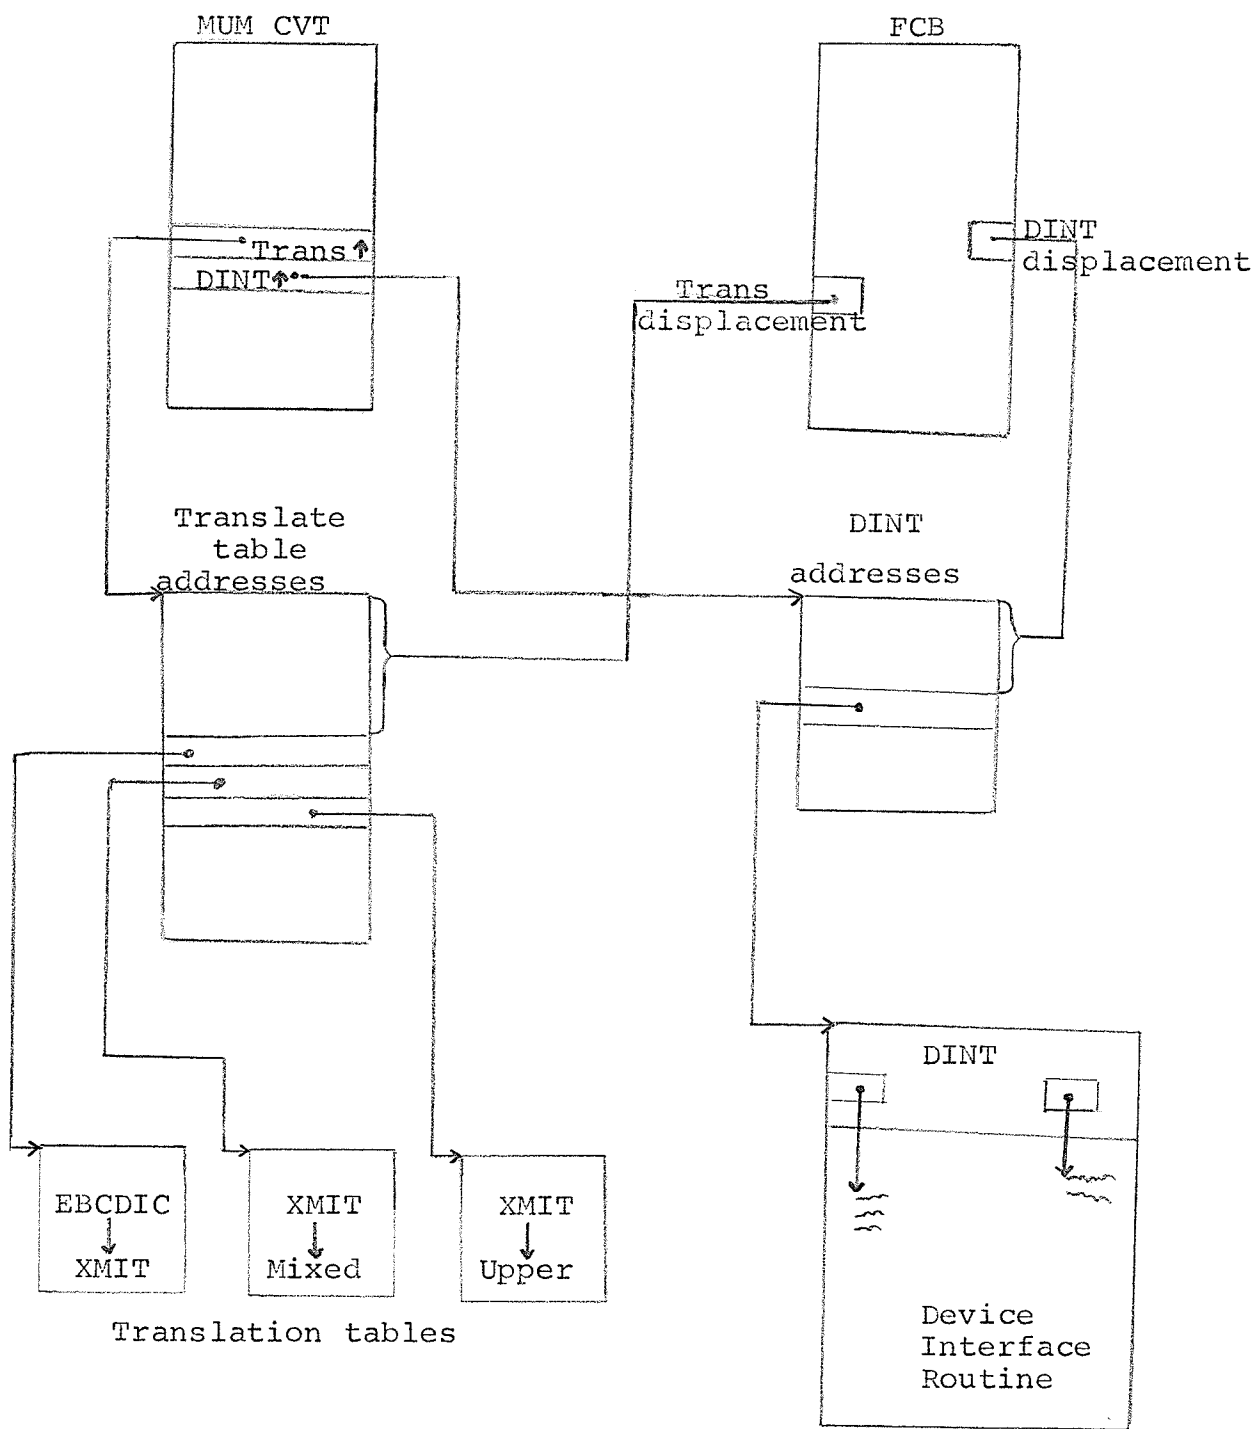 MUM CVT
FCB
Trans↑
DINT↑
DINT
displacement
Trans
displacement
Translate
table
addresses
DINT
addresses
DINT
EBCDIC
↓
XMIT
XMIT
↓
Mixed
XMIT
↓
Upper
Translation tables
Device
Interface
Routine